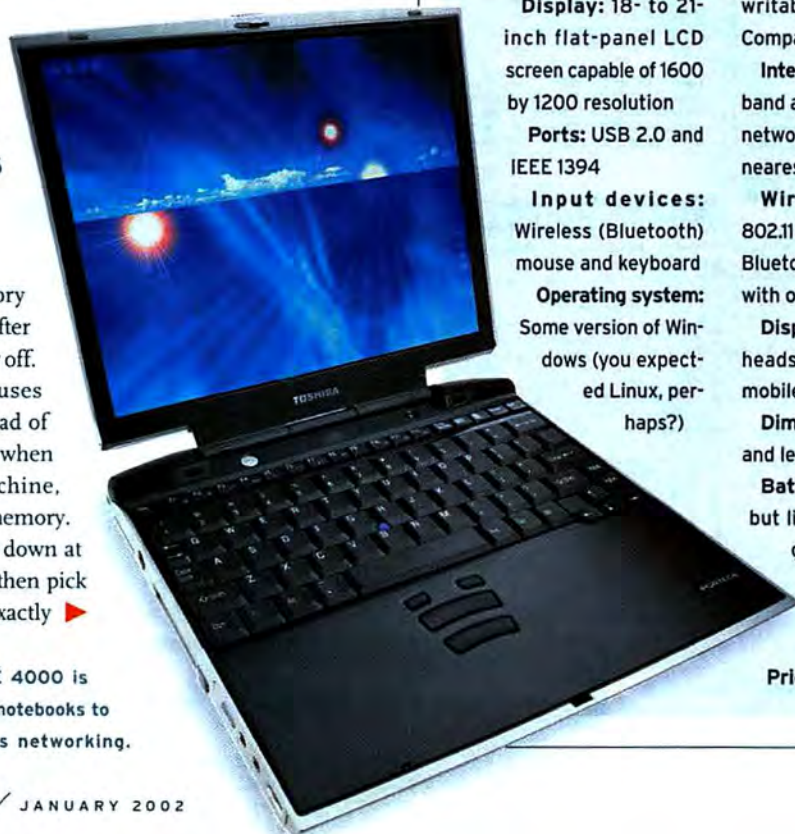 ory
fter
off.
uses
ad of
when
chine,
nemory.
down at
then pick
xactly
4000 is
notebooks to
s networking.
JANUARY 2002
TOSHIBA
PORTÉGÉ
Display: 18- to 21-
inch flat-panel LCD
screen capable of 1600
by 1200 resolution
Ports: USB 2.0 and
IEEE 1394
Input devices:
Wireless (Bluetooth)
mouse and keyboard
Operating system:
Some version of Win-
dows (you expect-
ed Linux, per-
haps?)
writab
Compa
Inte
band a
netwo
neares
Wir
802.11
Blueto
with o
Disp
heads
mobile
Dim
and le
Bat
but li
Pri